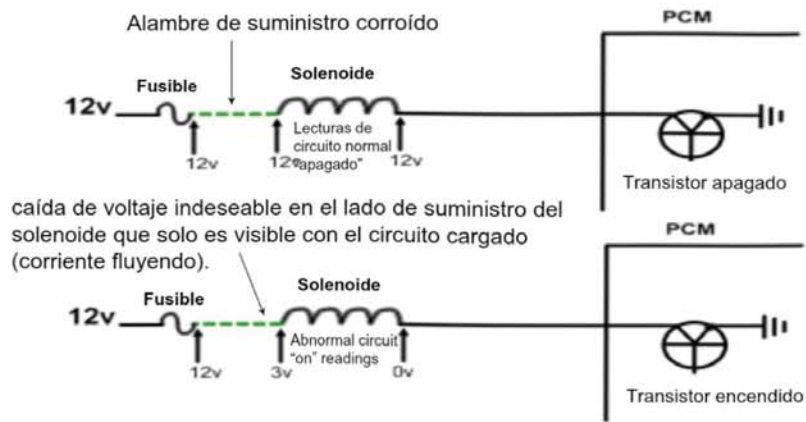 Alambre de suministro corroído
PCM
Fusible
Solenoide
12v
Lecturas de
circuito normal
"apagado"
12v
12v
12v
Transistor apagado
caída de voltaje indeseable en el lado de suministro del
solenoide que solo es visible con el circuito cargado
(corriente fluyendo).
PCM
Fusible
Solenoide
12v
Abnormal circuit
"on" readings
12v
3v
0v
Transistor encendido